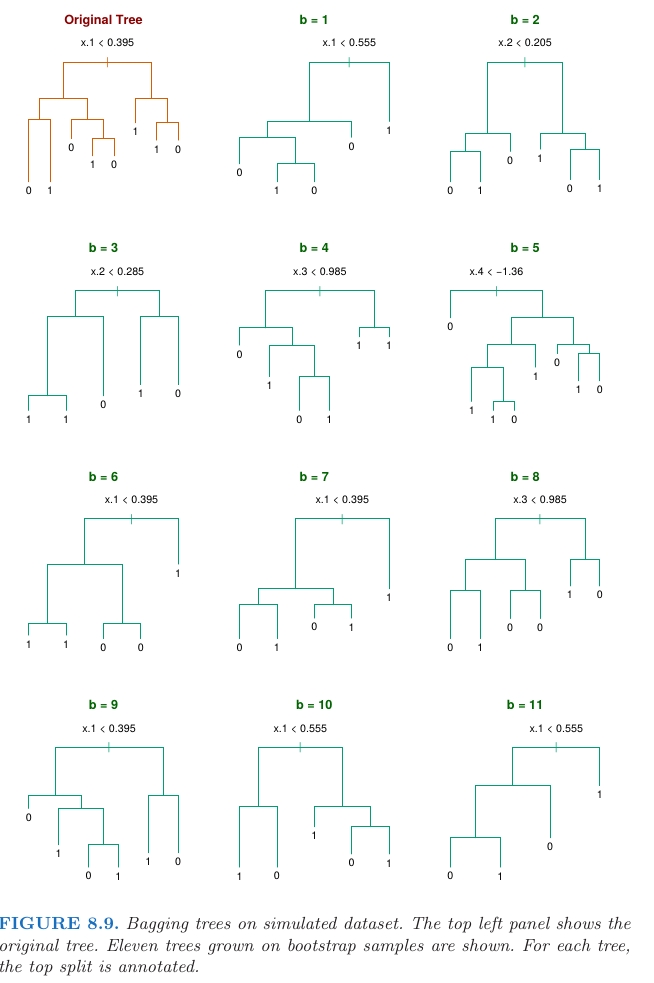 Original Tree b = 1 b = 2
x.1 < 0.395 x.1 < 0.555 x.2 < 0.205
1 1
0 0 0 1
1 0 1 0
0 0 1 0 1 0 1 0 1 0 1
b = 3 b = 4 b = 5
x.2 < 0.285 x.3 < 0.985 x.4 < −1.36
0
0 1 1 0
1 0 1 1 1 0
0 1
1 1 0 1 1 0
b = 6 b = 7 b = 8
x.1 < 0.395 x.1 < 0.395 x.3 < 0.985
1 1 1 0
0 1 0 0
1 1 0 0 0 1 0 1
b = 9 b = 10 b = 11
x.1 < 0.395 x.1 < 0.555 x.1 < 0.555
0 1
1 1 0 1 0 1 0
0 1 1 0 0 1
FIGURE 8.9. Bagging trees on simulated dataset. The top left panel shows the
original tree. Eleven trees grown on bootstrap samples are shown. For each tree,
the top split is annotated.